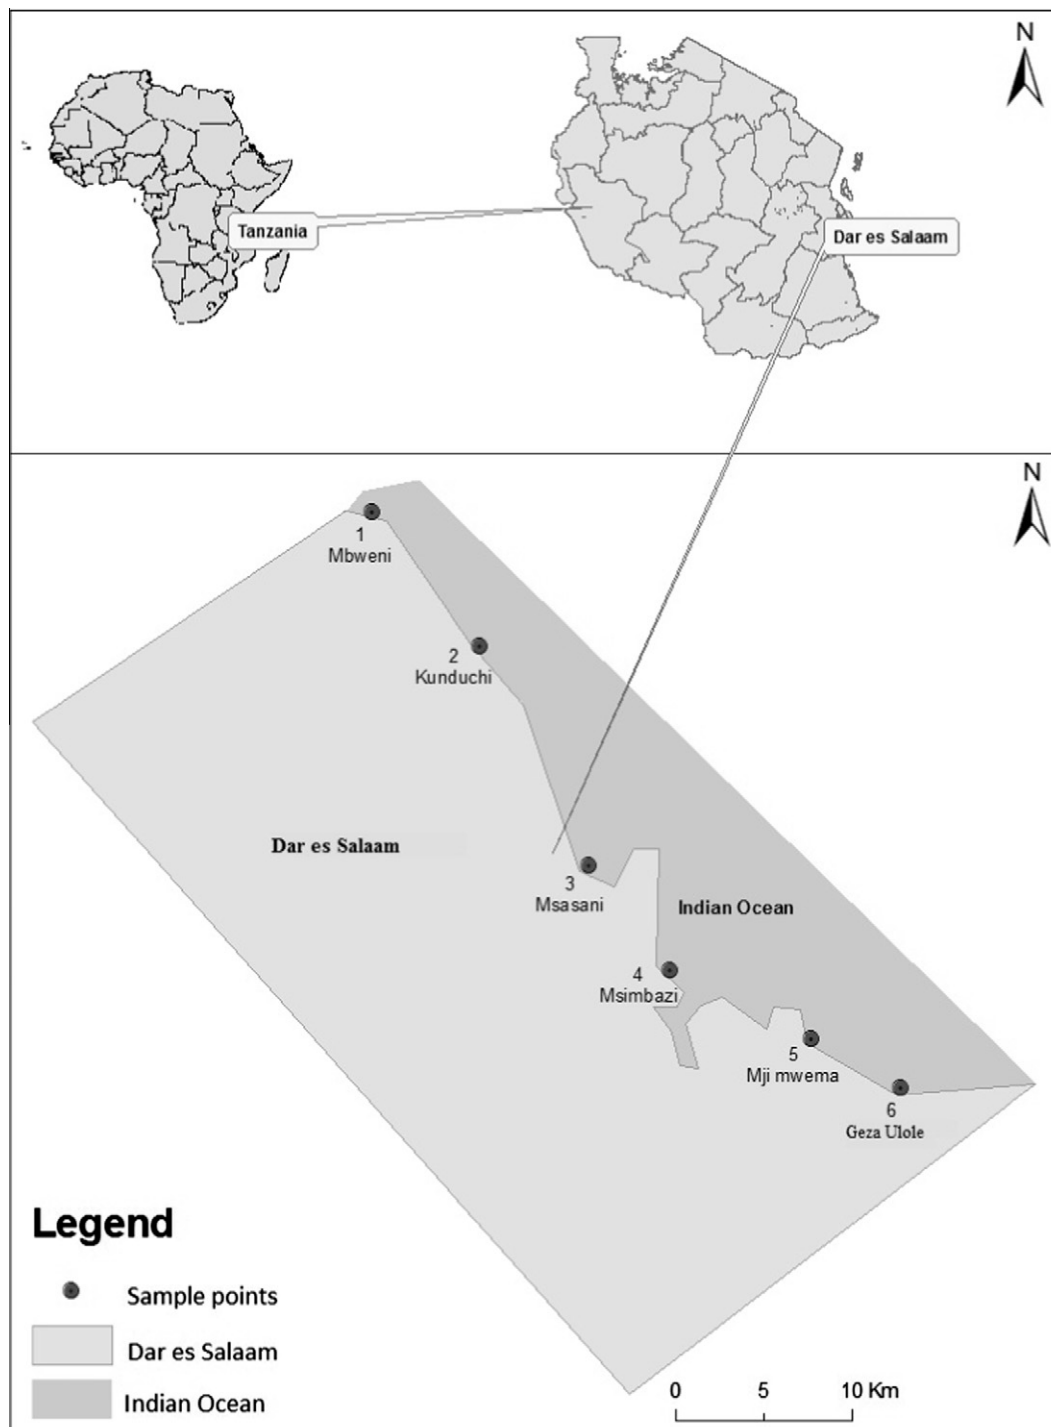 N
Tanzania
Dar es Salaam
N
1
Mbweni
2
Kunduchi
Dar es Salaam
3
Msasani
Indian Ocean
4
Msimbazi
5
Mji mwema
6
Geza Ulole
Legend
Sample points
Dar es Salaam
Indian Ocean
0 5 10 Km